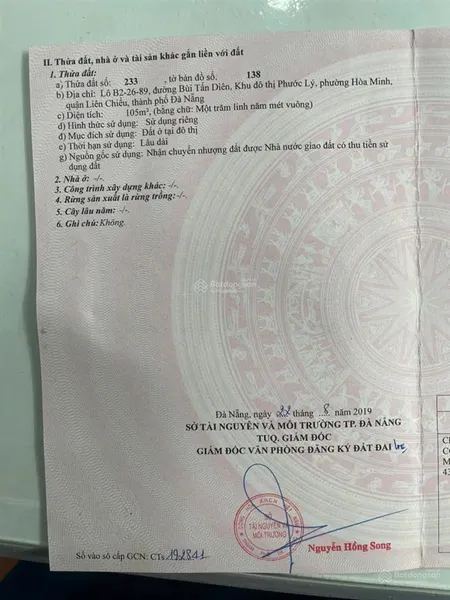 II. Thửa đất, nhà ở và tài sản khác gắn liền với đất
1. Thửa đất:
a) Thửa đất số: 233 , tờ bản đồ số. 138
b) Địa chỉ: Lô B2-26-89, đường Bùi Tấn Diên, Khu đô thị Phước Lý, phường Hòa Minh,
quận Liên Chiểu, thành phố Đà Nẵng
c) Diện tích: 105m², (bằng chữ: Một trăm linh năm mét vuông)
d) Hình thức sử dụng: Sử dụng riêng
đ) Mục đích sử dụng: Đất ở tại đô thị
e) Thời hạn sử dụng: Lâu dài
g) Nguồn gốc sử dụng: Nhận chuyển nhượng đất được Nhà nước giao đất có thu tiền sử
dụng đất
2. Nhà ở: -/-.
3. Công trình xây dựng khác: -/-.
4. Rừng sản xuất là rừng trồng: -/-.
5. Cây lâu năm: -/-.
6. Ghi chú: Không.
Batdongsan
Đà Nẵng, ngày 22 tháng 8 năm 2019
SỞ TÀI NGUYÊN VÀ MÔI TRƯỜNG TP. ĐÀ NẴNG
TUQ. GIÁM ĐỐC
GIÁM ĐỐC VĂN PHÒNG ĐĂNG KÝ ĐẤT ĐAI
SỞ
TÀI NGUYÊN VÀ
MÔI TRƯỜNG
Nguyễn Hồng Song
Số vào sổ cấp GCN: CTs 192841
Batdongsan